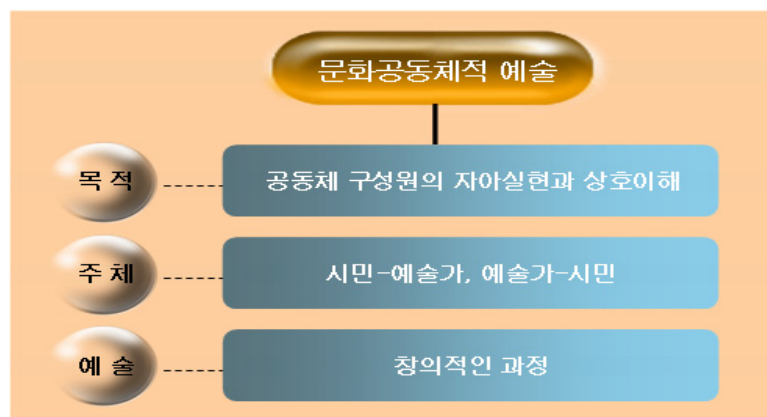 문화공동체적 예술
목 적
공동체 구성원의 자아실현과 상호이해
주 체
시민-예술가, 예술가-시민
예 술
창의적인 과정